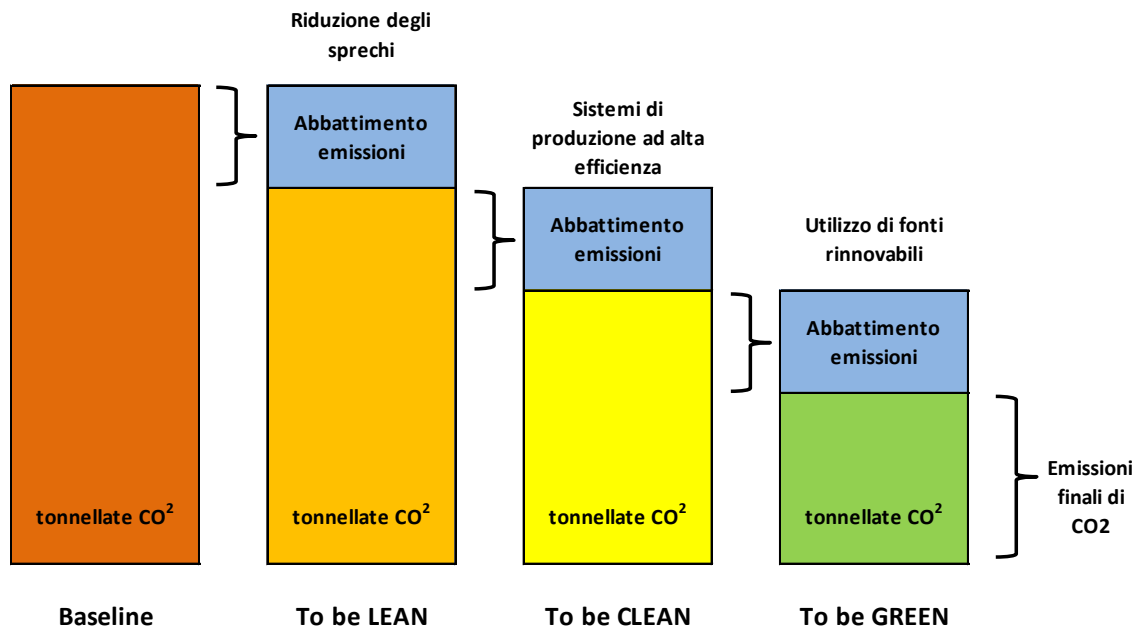 Riduzione degli
sprechi
Abbattimento
emissioni
Sistemi di
produzione ad alta
efficienza
Abbattimento
emissioni
Utilizzo di fonti
rinnovabili
Abbattimento
emissioni
tonnellate CO²
tonnellate CO²
tonnellate CO²
tonnellate CO²
Emissioni
finali di
CO2
Baseline
To be LEAN
To be CLEAN
To be GREEN